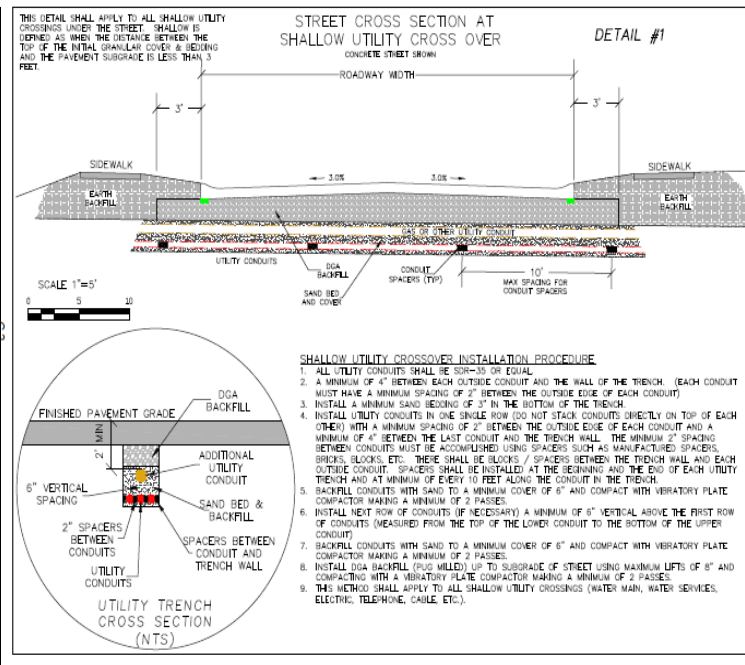 THIS DETAIL SHALL APPLY TO ALL SHALLOW UTILITY
CROSSINGS UNDER THE STREET. SHALLOW IS
DEFINED AS WHEN THE DISTANCE BETWEEN THE
TOP OF THE INITIAL GRANULAR COVER & BEDDING
AND THE PAVEMENT SUBGRADE IS LESS THAN 3
FEET.
STREET CROSS SECTION AT
SHALLOW UTILITY CROSS OVER
CONCRETE STREET SHOWN
DETAIL #1
ROADWAY WIDTH
3'
3'
SIDEWALK
SIDEWALK
3.0%
3.0%
EARTH
BACKFILL
EARTH
BACKFILL
GAS OR OTHER UTILITY CONDUIT
UTILITY CONDUITS
DGA
BACKFILL
SAND BED
AND COVER
CONDUIT
SPACERS (TYP)
10'
MAX SPACING FOR
CONDUIT SPACERS
SCALE 1"=5'
0 5 10
FINISHED PAVEMENT GRADE
DGA
BACKFILL
2' MIN
ADDITIONAL
UTILITY
CONDUIT
6" VERTICAL
SPACING
SAND BED &
BACKFILL
2" SPACERS
BETWEEN
CONDUITS
SPACERS BETWEEN
CONDUIT AND
TRENCH WALL
UTILITY
CONDUITS
UTILITY TRENCH
CROSS SECTION
(NTS)
SHALLOW UTILITY CROSSOVER INSTALLATION PROCEDURE
1. ALL UTILITY CONDUITS SHALL BE SDR-35 OR EQUAL
2. A MINIMUM OF 4" BETWEEN EACH OUTSIDE CONDUIT AND THE WALL OF THE TRENCH. (EACH CONDUIT
MUST HAVE A MINIMUM SPACING OF 2" BETWEEN THE OUTSIDE EDGE OF EACH CONDUIT)
3. INSTALL A MINIMUM SAND BEDDING OF 3" IN THE BOTTOM OF THE TRENCH.
4. INSTALL UTILITY CONDUITS IN ONE SINGLE ROW (DO NOT STACK CONDUITS DIRECTLY ON TOP OF EACH
OTHER) WITH A MINIMUM SPACING OF 2" BETWEEN THE OUTSIDE EDGE OF EACH CONDUIT AND A
MINIMUM OF 4" BETWEEN THE LAST CONDUIT AND THE TRENCH WALL. THE MINIMUM 2" SPACING
BETWEEN CONDUITS MUST BE ACCOMPLISHED USING SPACERS SUCH AS MANUFACTURED SPACERS,
BRICKS, BLOCKS, ETC. THERE SHALL BE BLOCKS / SPACERS BETWEEN THE TRENCH WALL AND EACH
OUTSIDE CONDUIT. SPACERS SHALL BE INSTALLED AT THE BEGINNING AND THE END OF EACH UTILITY
TRENCH AND AT MINIMUM OF EVERY 10 FEET ALONG THE CONDUIT IN THE TRENCH.
5. BACKFILL CONDUITS WITH SAND TO A MINIMUM COVER OF 6" AND COMPACT WITH VIBRATORY PLATE
COMPACTOR MAKING A MINIMUM OF 2 PASSES.
6. INSTALL NEXT ROW OF CONDUITS (IF NECESSARY) A MINIMUM OF 6" VERTICAL ABOVE THE FIRST ROW
OF CONDUITS (MEASURED FROM THE TOP OF THE LOWER CONDUIT TO THE BOTTOM OF THE UPPER
CONDUIT)
7. BACKFILL CONDUITS WITH SAND TO A MINIMUM COVER OF 6" AND COMPACT WITH VIBRATORY PLATE
COMPACTOR MAKING A MINIMUM OF 2 PASSES.
8. INSTALL DGA BACKFILL (PUG MILLED) UP TO SUBGRADE OF STREET USING MAXIMUM LIFTS OF 8" AND
COMPACTING WITH A VIBRATORY PLATE COMPACTOR MAKING A MINIMUM OF 2 PASSES.
9. THIS METHOD SHALL APPLY TO ALL SHALLOW UTILITY CROSSINGS (WATER MAIN, WATER SERVICES,
ELECTRIC, TELEPHONE, CABLE, ETC.).